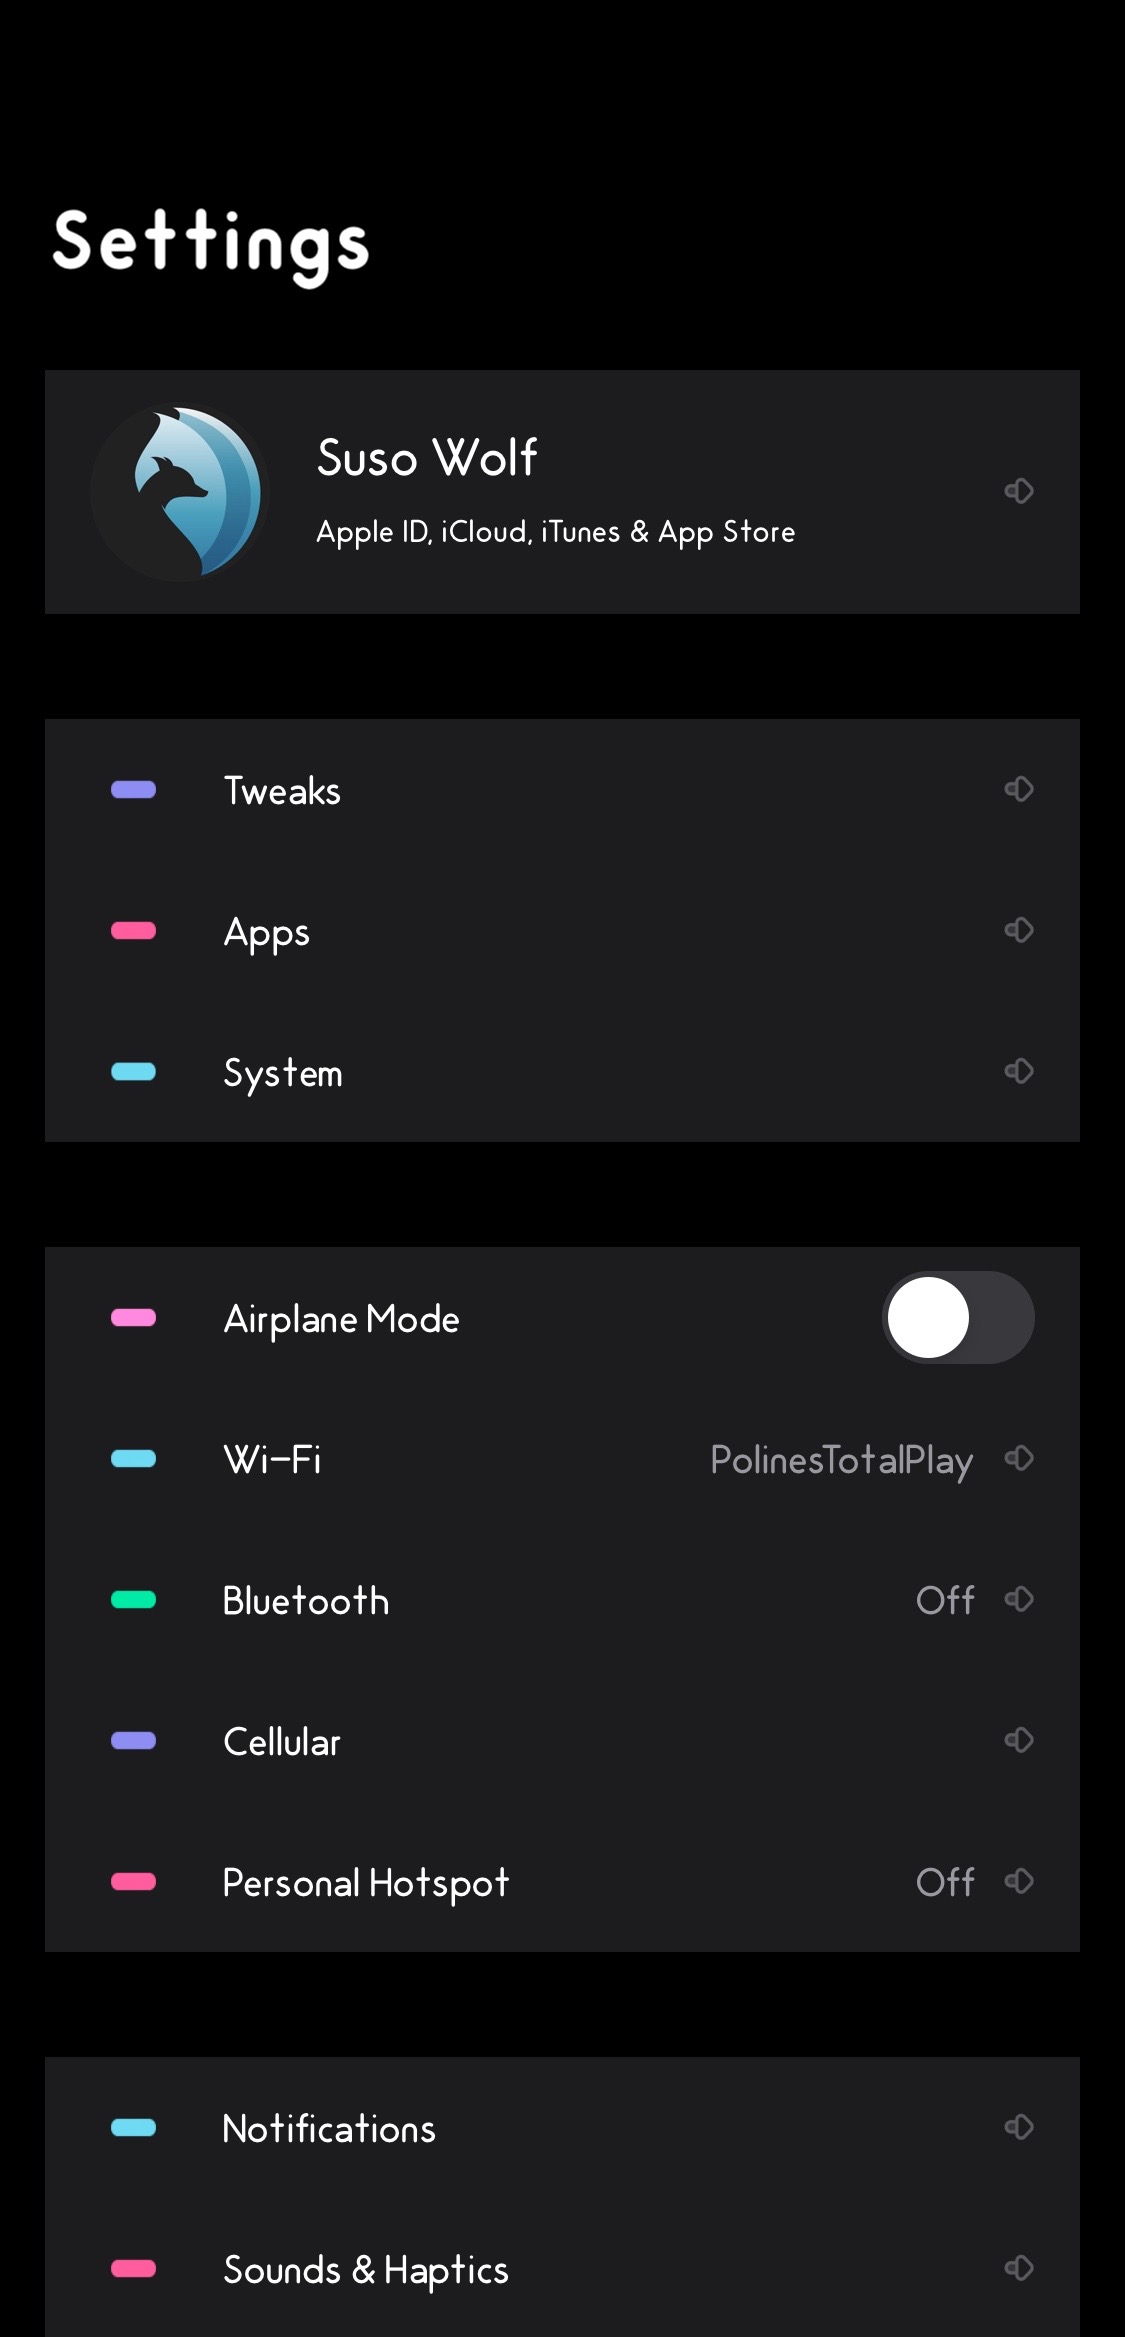 Settings
Suso Wolf
Apple ID, iCloud, iTunes & App Store
Tweaks
Apps
System
Airplane Mode
Wi-Fi PolinesTotalPlay
Bluetooth Off
Cellular
Personal Hotspot Off
Notifications
Sounds & Haptics